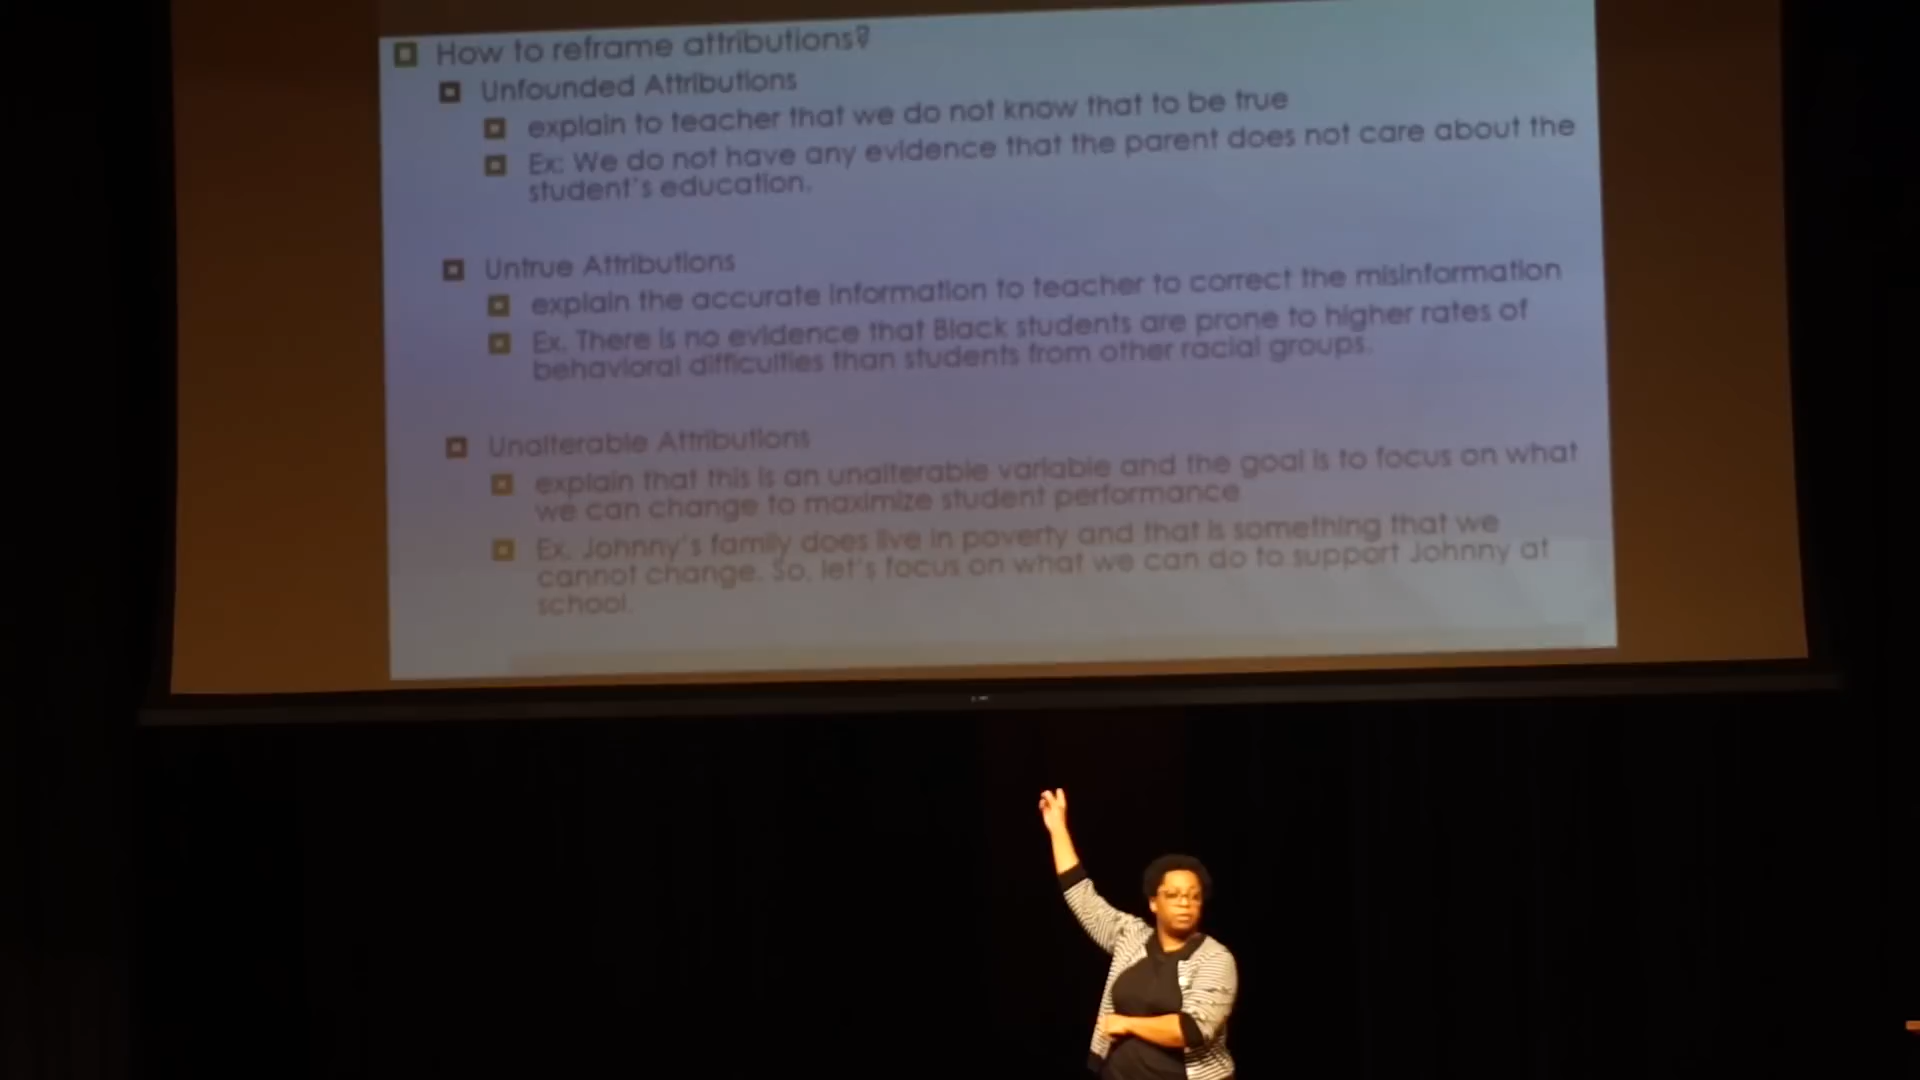 How to reframe attributions?
Unfounded Attributions
explain to teacher that we do not know that to be true
Ex: We do not have any evidence that the parent does not care about the
student's education.
Untrue Attributions
explain the accurate information to teacher to correct the misinformation
Ex. There is no evidence that Black students are prone to higher rates of
behavioral difficulties than students from other racial groups.
Unalterable Attributions
explain that this is an unalterable variable and the goal is to focus on what
we can change to maximize student performance
Ex. Johnny's family does live in poverty and that is something that we
cannot change. So, let's focus on what we can do to support Johnny at
school.